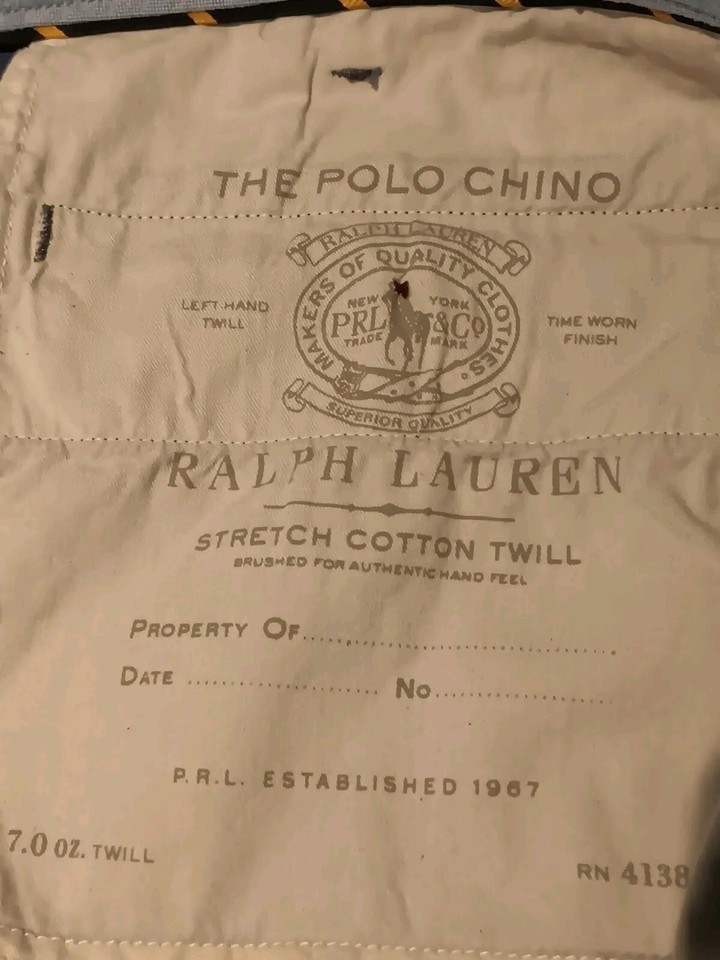 THE POLO CHINO
RALPH LAUREN
MAKERS OF QUALITY CLOTHES
LEFT HAND
TWILL
NEW YORK
PRL &Co
TRADE MARK
TIME WORN
FINISH
SUPERIOR QUALITY
RALPH LAUREN
STRETCH COTTON TWILL
BRUSHED FOR AUTHENTIC HAND FEEL
PROPERTY OF..............................
DATE .................... No..................
P.R.L. ESTABLISHED 1967
7.0 OZ. TWILL
RN 4138